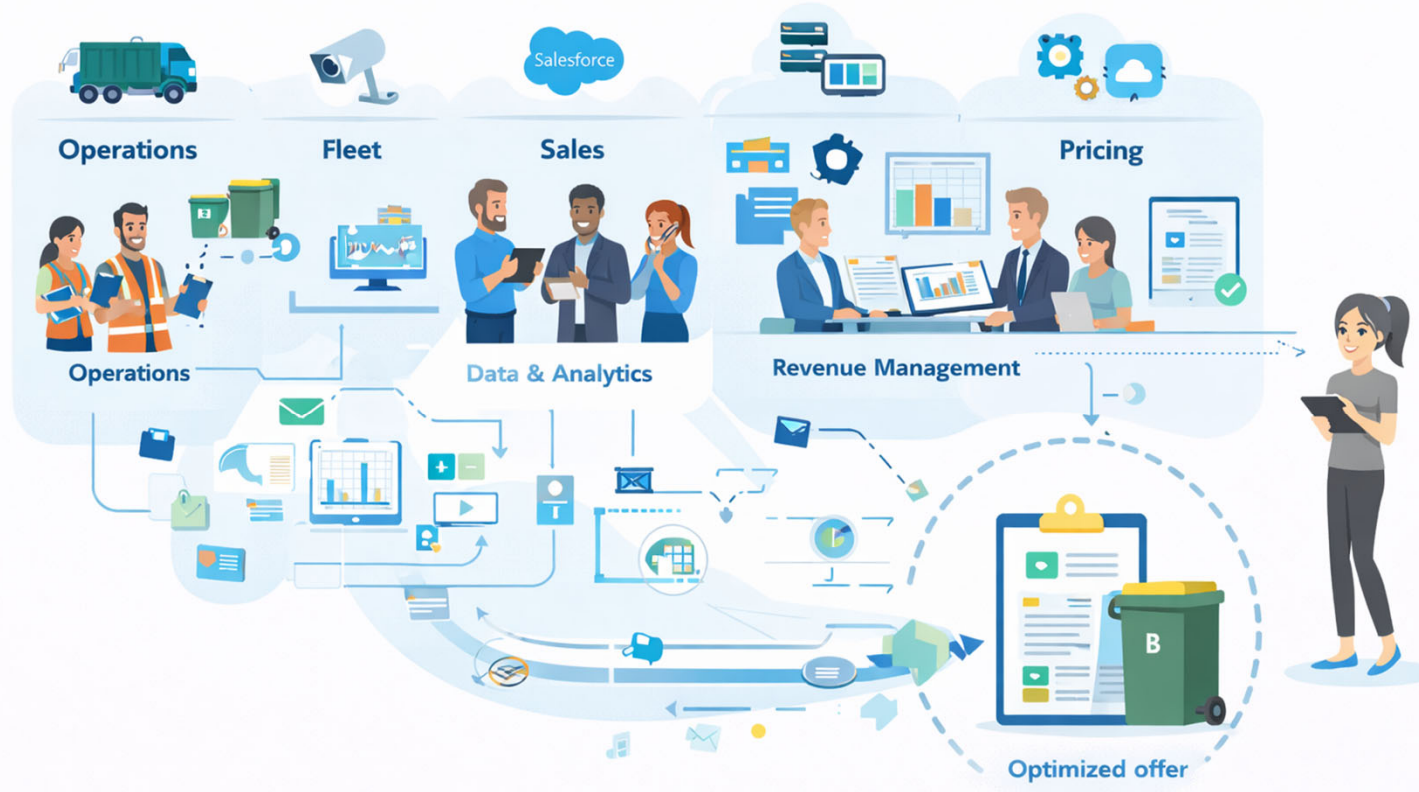 Salesforce
Operations
Fleet
Sales
Pricing
Operations
Data & Analytics
Revenue Management
B
Optimized offer